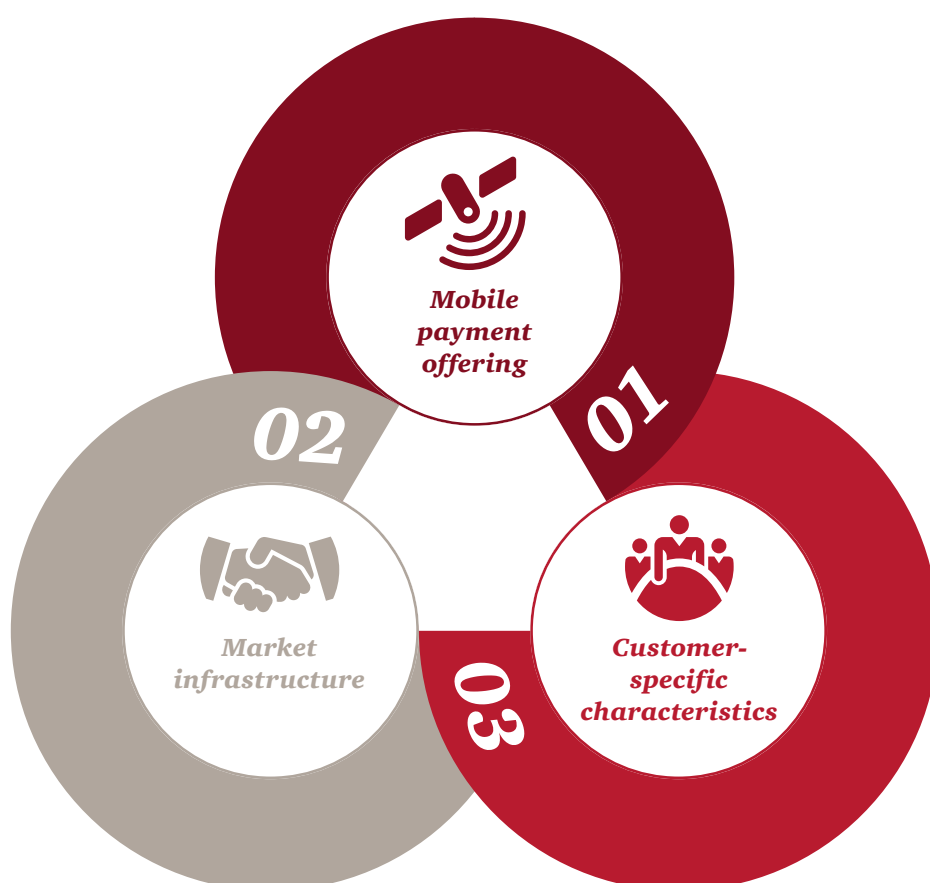 Mobile
payment
offering
01
02
Market
infrastructure
03
Customer-
specific
characteristics